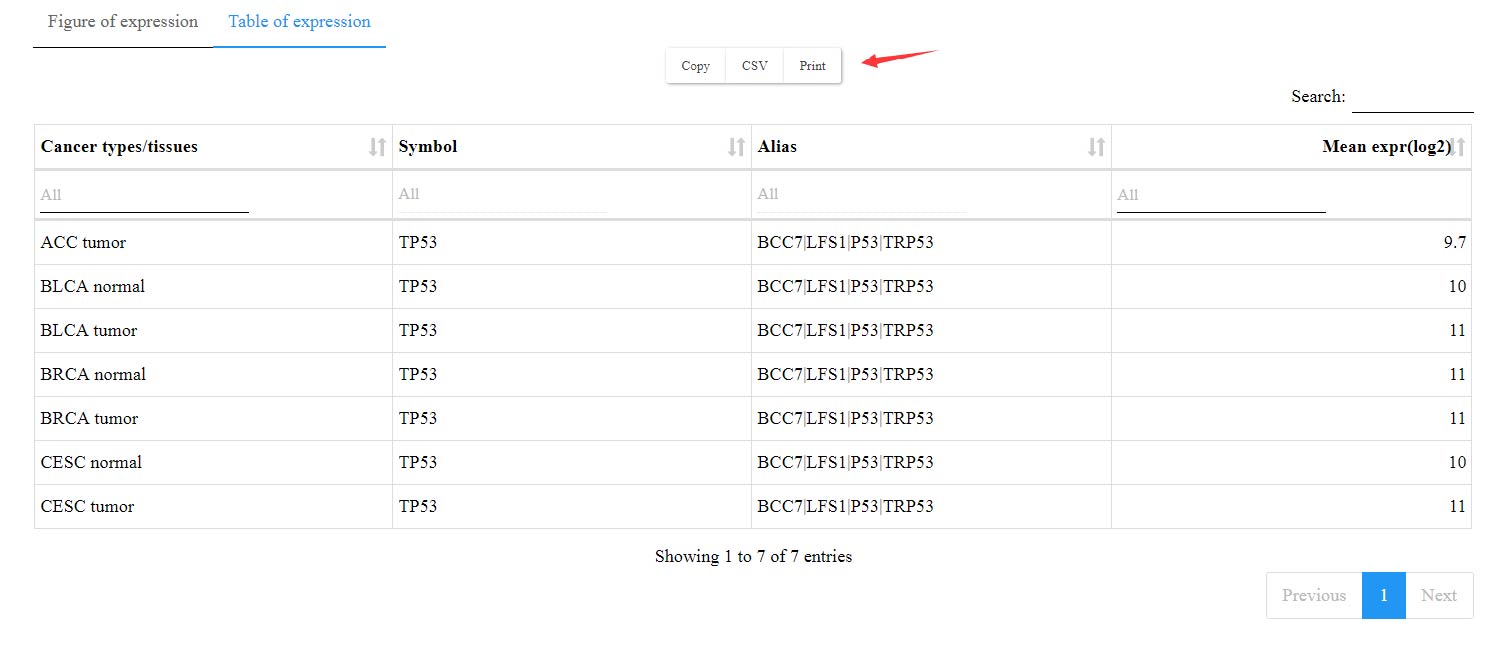 Figure of expression Table of expression
Copy CSV Print
Search:
Cancer types/tissues Symbol Alias Mean expr(log2)
All All All All
ACC tumor TP53 BCC7|LFS1|P53|TRP53 9.7
BLCA normal TP53 BCC7|LFS1|P53|TRP53 10
BLCA tumor TP53 BCC7|LFS1|P53|TRP53 11
BRCA normal TP53 BCC7|LFS1|P53|TRP53 11
BRCA tumor TP53 BCC7|LFS1|P53|TRP53 11
CESC normal TP53 BCC7|LFS1|P53|TRP53 10
CESC tumor TP53 BCC7|LFS1|P53|TRP53 11
Showing 1 to 7 of 7 entries
Previous 1 Next